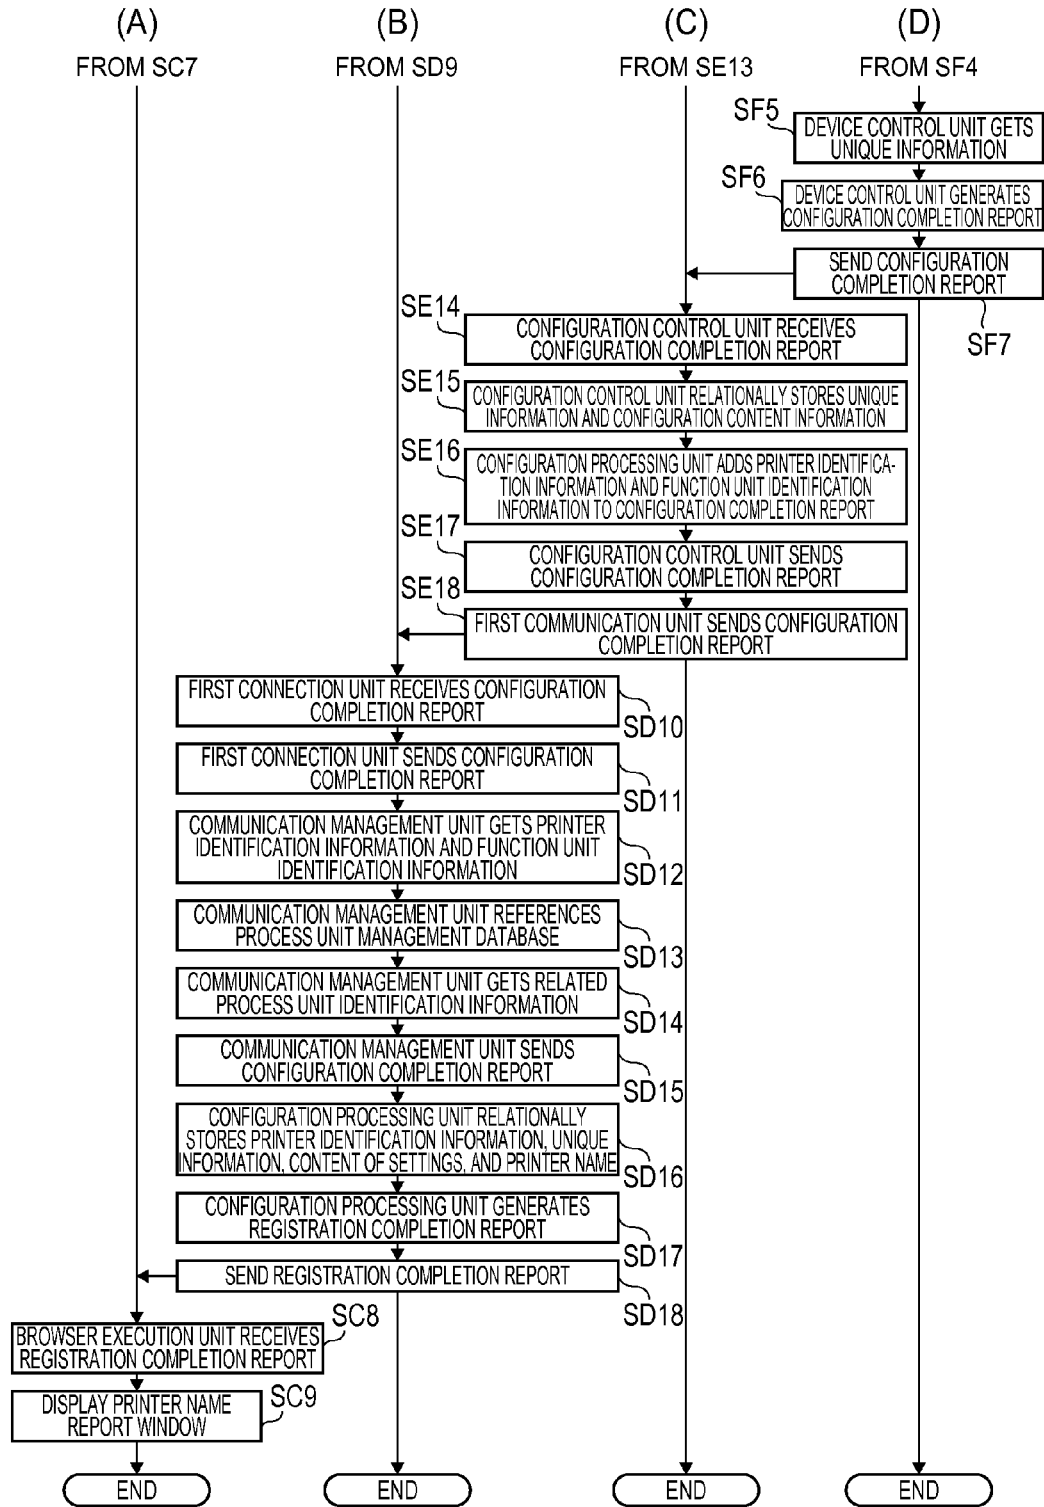 (A)
(B)
(C)
(D)
FROM SC7
FROM SD9
FROM SE13
FROM SF4
SF5
DEVICE CONTROL UNIT GETS
UNIQUE INFORMATION
SF6
DEVICE CONTROL UNIT GENERATES
CONFIGURATION COMPLETION REPORT
SEND CONFIGURATION
COMPLETION REPORT
SF7
SE14
CONFIGURATION CONTROL UNIT RECEIVES
CONFIGURATION COMPLETION REPORT
SE15
CONFIGURATION CONTROL UNIT RELATIONALLY STORES UNIQUE
INFORMATION AND CONFIGURATION CONTENT INFORMATION
SE16
CONFIGURATION PROCESSING UNIT ADDS PRINTER IDENTIFICA-
TION INFORMATION AND FUNCTION UNIT IDENTIFICATION
INFORMATION TO CONFIGURATION COMPLETION REPORT
SE17
CONFIGURATION CONTROL UNIT SENDS
CONFIGURATION COMPLETION REPORT
SE18
FIRST COMMUNICATION UNIT SENDS CONFIGURATION
COMPLETION REPORT
FIRST CONNECTION UNIT RECEIVES CONFIGURATION
COMPLETION REPORT
SD10
FIRST CONNECTION UNIT SENDS CONFIGURATION
COMPLETION REPORT
SD11
COMMUNICATION MANAGEMENT UNIT GETS PRINTER
IDENTIFICATION INFORMATION AND FUNCTION UNIT
IDENTIFICATION INFORMATION
SD12
COMMUNICATION MANAGEMENT UNIT REFERENCES
PROCESS UNIT MANAGEMENT DATABASE
SD13
COMMUNICATION MANAGEMENT UNIT GETS RELATED
PROCESS UNIT IDENTIFICATION INFORMATION
SD14
COMMUNICATION MANAGEMENT UNIT SENDS
CONFIGURATION COMPLETION REPORT
SD15
CONFIGURATION PROCESSING UNIT RELATIONALLY
STORES PRINTER IDENTIFICATION INFORMATION, UNIQUE
INFORMATION, CONTENT OF SETTINGS, AND PRINTER NAME
SD16
CONFIGURATION PROCESSING UNIT GENERATES
REGISTRATION COMPLETION REPORT
SD17
SEND REGISTRATION COMPLETION REPORT
SD18
SC8
BROWSER EXECUTION UNIT RECEIVES
REGISTRATION COMPLETION REPORT
SC9
DISPLAY PRINTER NAME
REPORT WINDOW
END
END
END
END